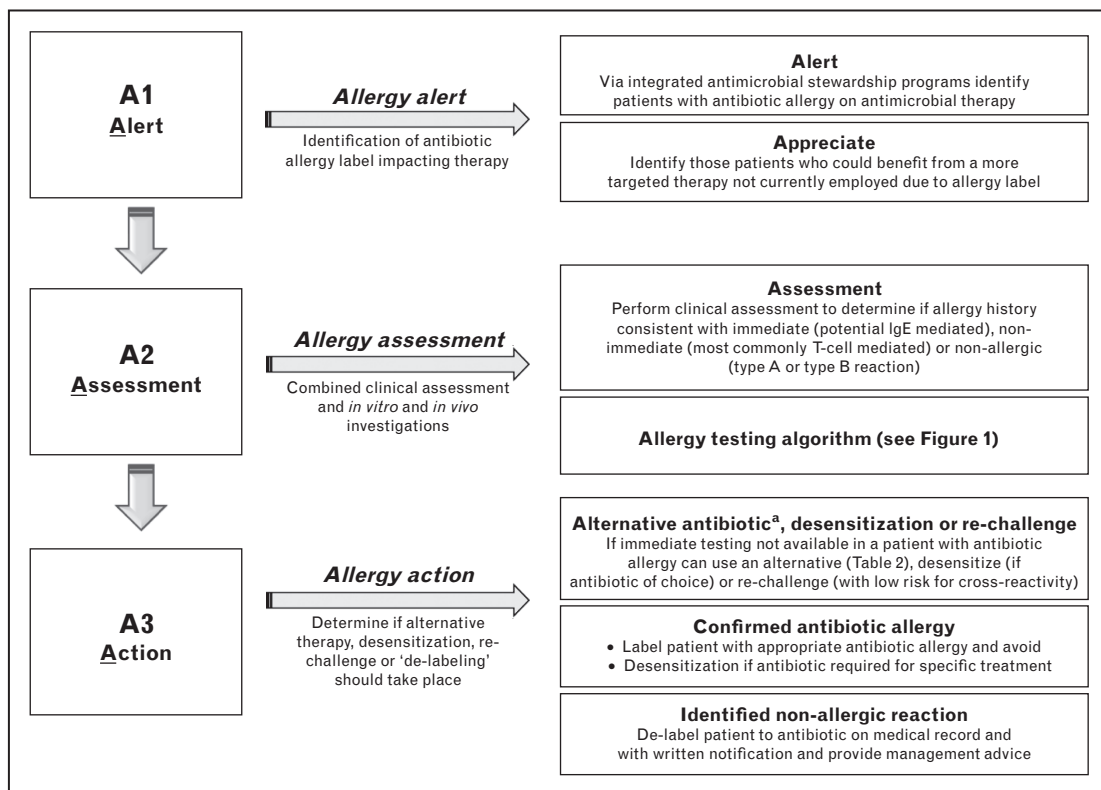 A1
Alert
Allergy alert
Identification of antibiotic
allergy label impacting therapy
Alert
Via integrated antimicrobial stewardship programs identify
patients with antibiotic allergy on antimicrobial therapy
Appreciate
Identify those patients who could benefit from a more
targeted therapy not currently employed due to allergy label
A2
Assessment
Allergy assessment
Combined clinical assessment
and in vitro and in vivo
investigations
Assessment
Perform clinical assessment to determine if allergy history
consistent with immediate (potential IgE mediated), non-
immediate (most commonly T-cell mediated) or non-allergic
(type A or type B reaction)
Allergy testing algorithm (see Figure 1)
A3
Action
Allergy action
Determine if alternative
therapy, desensitization, re-
challenge or ‘de-labeling’
should take place
Alternative antibioticª, desensitization or re-challenge
If immediate testing not available in a patient with antibiotic
allergy can use an alternative (Table 2), desensitize (if
antibiotic of choice) or re-challenge (with low risk for cross-reactivity)
Confirmed antibiotic allergy
• Label patient with appropriate antibiotic allergy and avoid
• Desensitization if antibiotic required for specific treatment
Identified non-allergic reaction
De-label patient to antibiotic on medical record and
with written notification and provide management advice